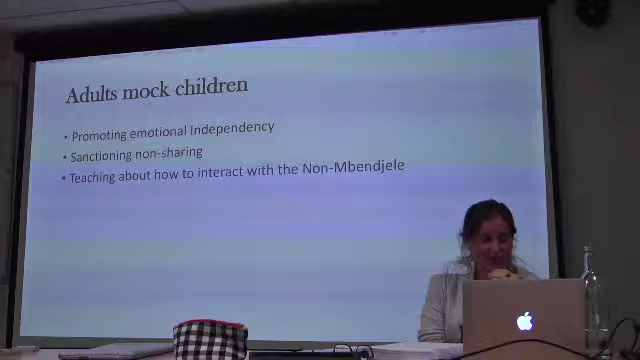 Adults mock children
• Promoting emotional Independency
• Sanctioning non-sharing
• Teaching about how to interact with the Non-Mbendjele